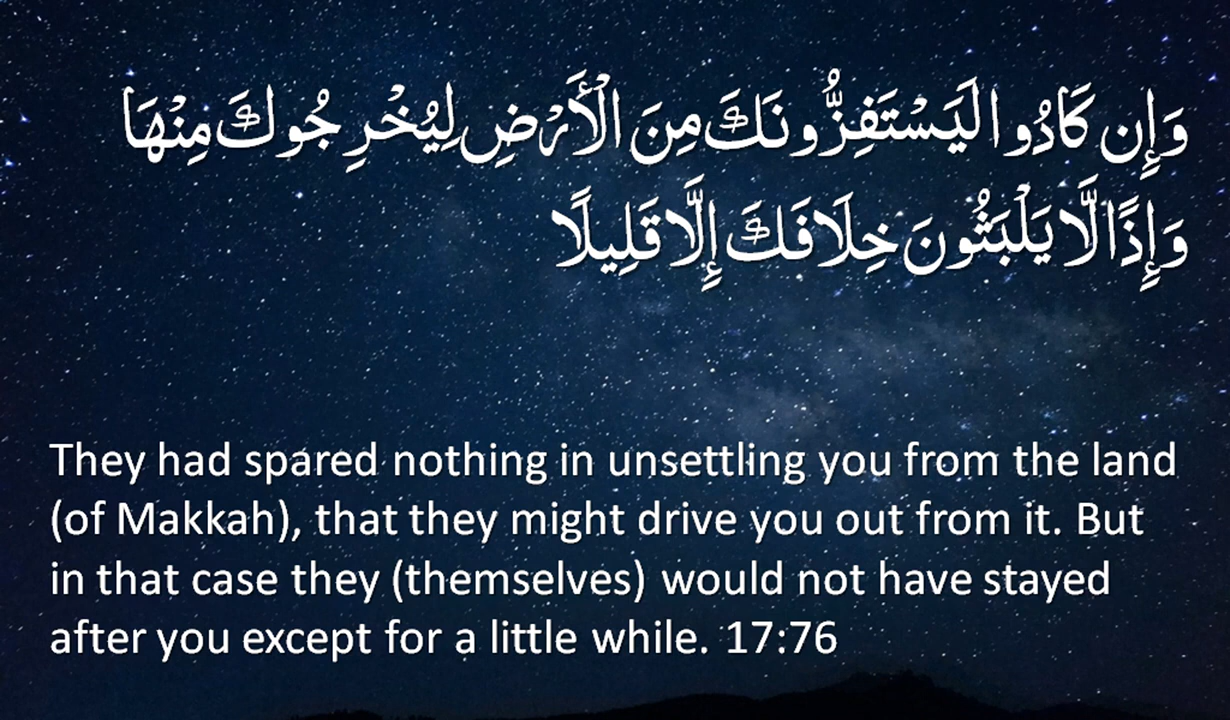 وَإِن كَادُوا لَيَسْتَفِزُّونَكَ مِنَ الْأَرْضِ لِيُخْرِجُوكَ مِنْهَا
وَإِذًا لَّا يَلْبَثُونَ خِلَافَكَ إِلَّا قَلِيلًا
They had spared nothing in unsettling you from the land
(of Makkah), that they might drive you out from it. But
in that case they (themselves) would not have stayed
after you except for a little while. 17:76